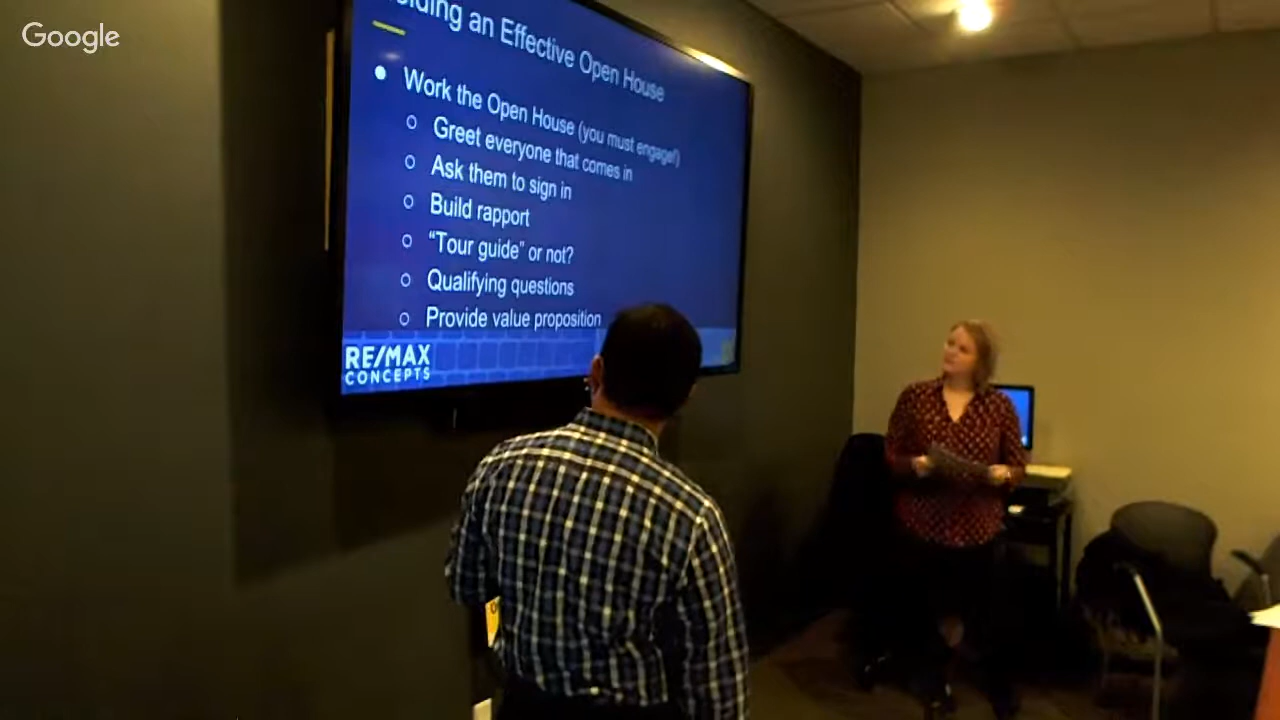 Google
olding an Effective Open House
Work the Open House (you must engage!)
Greet everyone that comes in
Ask them to sign in
Build rapport
“Tour guide” or not?
Qualifying questions
Provide value proposition
RE/MAX
CONCEPTS